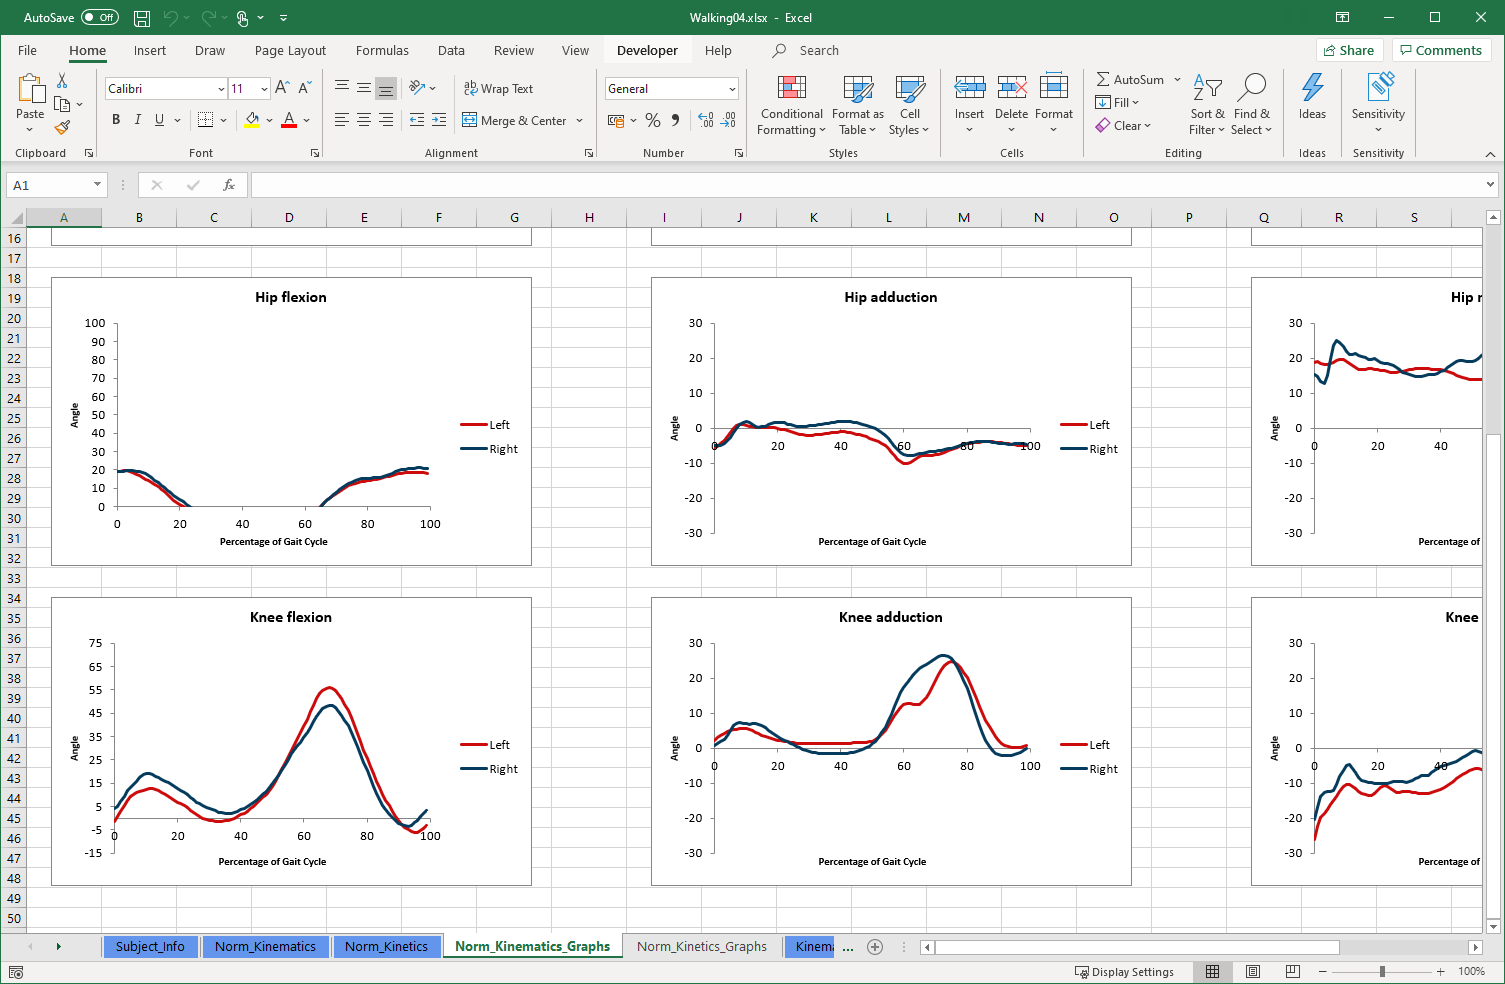 AutoSave Off Walking04.xlsx - Excel
File Home Insert Draw Page Layout Formulas Data Review View Developer Help Search Share Comments
Paste
Clipboard
Calibri 11
B I U A
Font
Wrap Text
Merge & Center
Alignment
General
%
Number
Conditional Formatting
Format as Table
Cell Styles
Styles
Insert Delete Format
Cells
AutoSum
Fill
Clear
Sort & Filter
Find & Select
Editing
Ideas
Ideas
Sensitivity
Sensitivity
A1 fx
A B C D E F G H I J K L M N O P Q R S
16
17
18
19
20
21
22
23
24
25
26
27
28
29
30
31
32
33
34
35
36
37
38
39
40
41
42
43
44
45
46
47
48
49
50
Hip flexion
100
90
80
70
60
50
40
30
20
10
0
0 20 40 60 80 100
Angle
Percentage of Gait Cycle
Left
Right
Hip adduction
30
20
10
0
-10
-20
-30
0 20 40 60 80 100
Angle
Percentage of Gait Cycle
Left
Right
Hip r
30
20
10
0
-10
-20
-30
0 20 40
Angle
Percentage of
Knee flexion
75
65
55
45
35
25
15
5
-5
-15
0 20 40 60 80 100
Angle
Percentage of Gait Cycle
Left
Right
Knee adduction
30
20
10
0
-10
-20
-30
0 20 40 60 80 100
Angle
Percentage of Gait Cycle
Left
Right
Knee
30
20
10
0
-10
-20
-30
0 20 40
Angle
Percentage of
Subject_Info Norm_Kinematics Norm_Kinetics Norm_Kinematics_Graphs Norm_Kinetics_Graphs Kinema ...
Display Settings 100%